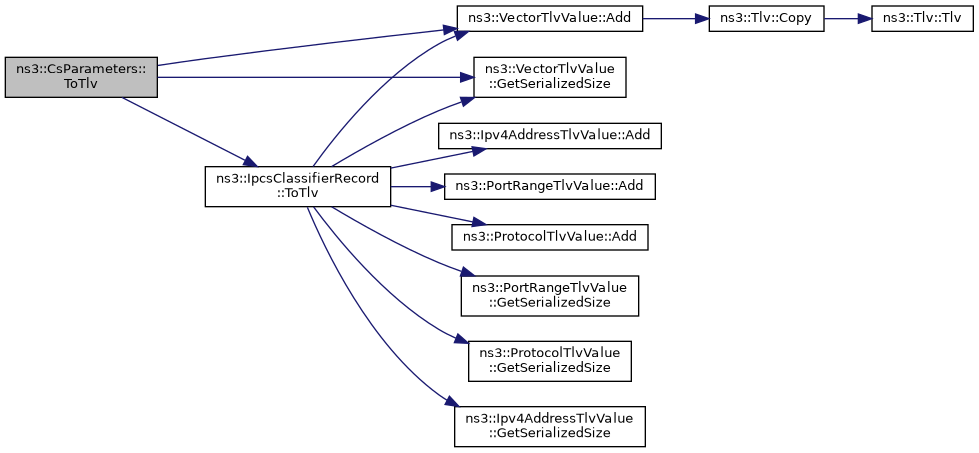 ns3::VectorTlvValue::Add
ns3::Tlv::Copy
ns3::Tlv::Tlv
ns3::CsParameters::
ToTlv
ns3::VectorTlvValue
::GetSerializedSize
ns3::Ipv4AddressTlvValue::Add
ns3::IpcsClassifierRecord
::ToTlv
ns3::PortRangeTlvValue::Add
ns3::ProtocolTlvValue::Add
ns3::PortRangeTlvValue
::GetSerializedSize
ns3::ProtocolTlvValue
::GetSerializedSize
ns3::Ipv4AddressTlvValue
::GetSerializedSize